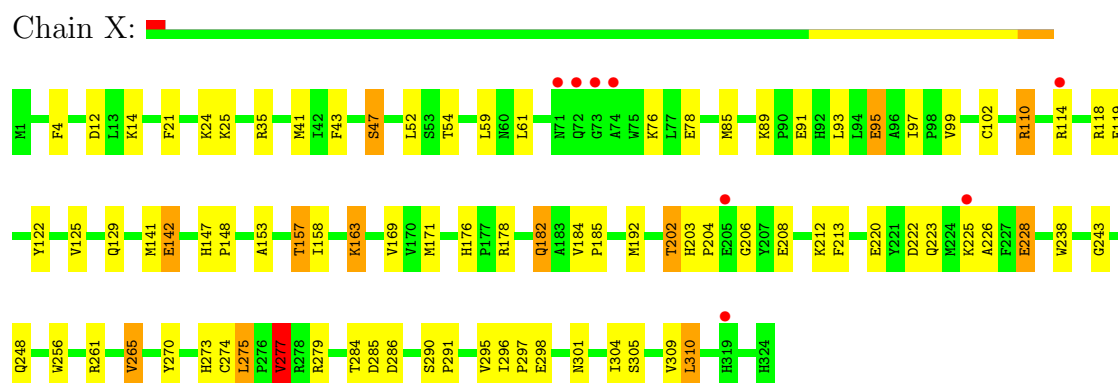 Chain X:
M1 F4 D12 L13 K14 F21 K24 K25 R35 M41 I42 F43 S47 L52 S53 T54 L59 N60 L61 N71 Q72 G73 A74 W75 K76 L77 E78 M85 K89 P90 E91 H92 L93 L94 E95 A96 I97 P98 V99 C102 R110 R114 R118
Y122 V125 Q129 M141 E142 H147 P148 A153 T157 I158 K163 V169 V170 M171 H176 P177 R178 Q182 A183 V184 P185 M192 T202 H203 P204 E205 G206 Y207 E208 K212 F213 E220 Y221 D222 Q223 M224 K225 A226 F227 E228 W238 G243
Q248 W256 R261 V265 Y270 H273 C274 L275 P276 V277 R278 R279 T284 D285 D286 S290 P291 V295 I296 P297 E298 N301 I304 S305 V309 L310 H319 H324